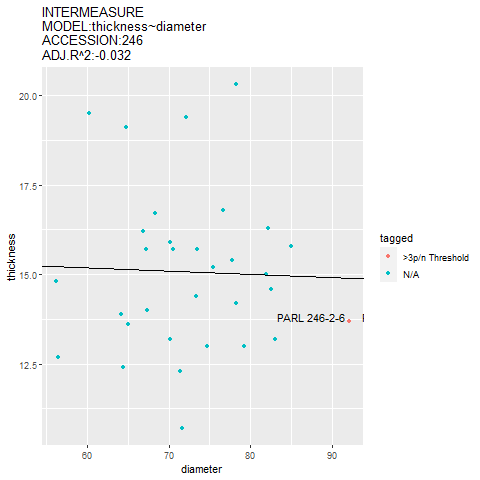 INTERMEASURE
MODEL:thickness~diameter
ACCESSION:246
ADJ.R^2:-0.032
20.0
17.5
15.0
12.5
thickness
PARL 246-2-6
60
70
80
90
diameter
tagged
>3p/n Threshold
N/A